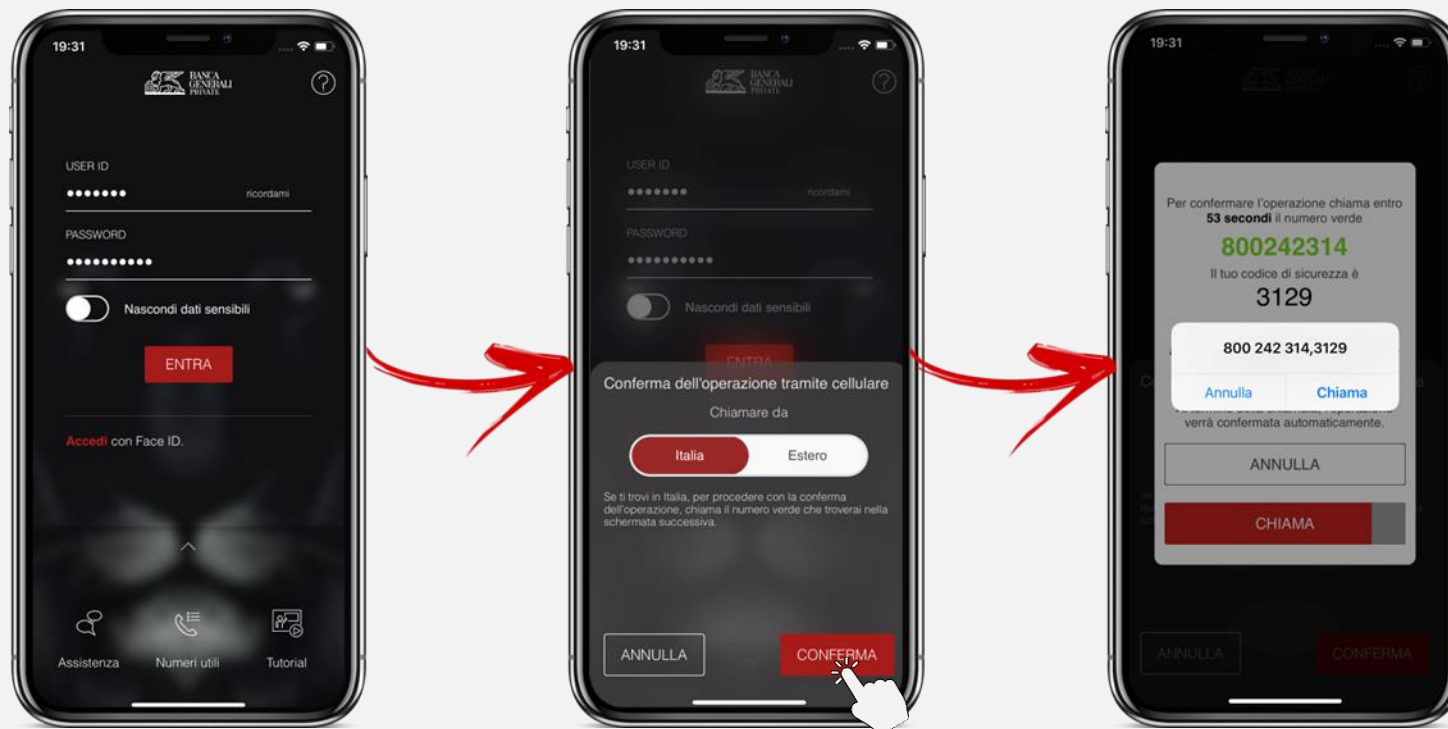 19:31
BANCA
GENERALI
PRIVATE
?
USER ID
ricordami
PASSWORD
Nascondi dati sensibili
ENTRA
Accedi con Face ID.
Assistenza
Numeri utili
Tutorial
19:31
BANCA
GENERALI
PRIVATE
?
USER ID
ricordami
PASSWORD
Nascondi dati sensibili
ENTRA
Conferma dell'operazione tramite cellulare
Chiamare da
Italia
Estero
Se ti trovi in Italia, per procedere con la conferma
dell'operazione, chiama il numero verde che troverai nella
schermata successiva.
ANNULLA
CONFERMA
19:31
Per confermare l'operazione chiama entro
53 secondi il numero verde
800242314
Il tuo codice di sicurezza è
3129
800 242 314,3129
Annulla
Chiama
verrà confermata automaticamente.
ANNULLA
CHIAMA
ANNULLA
CONFERMA